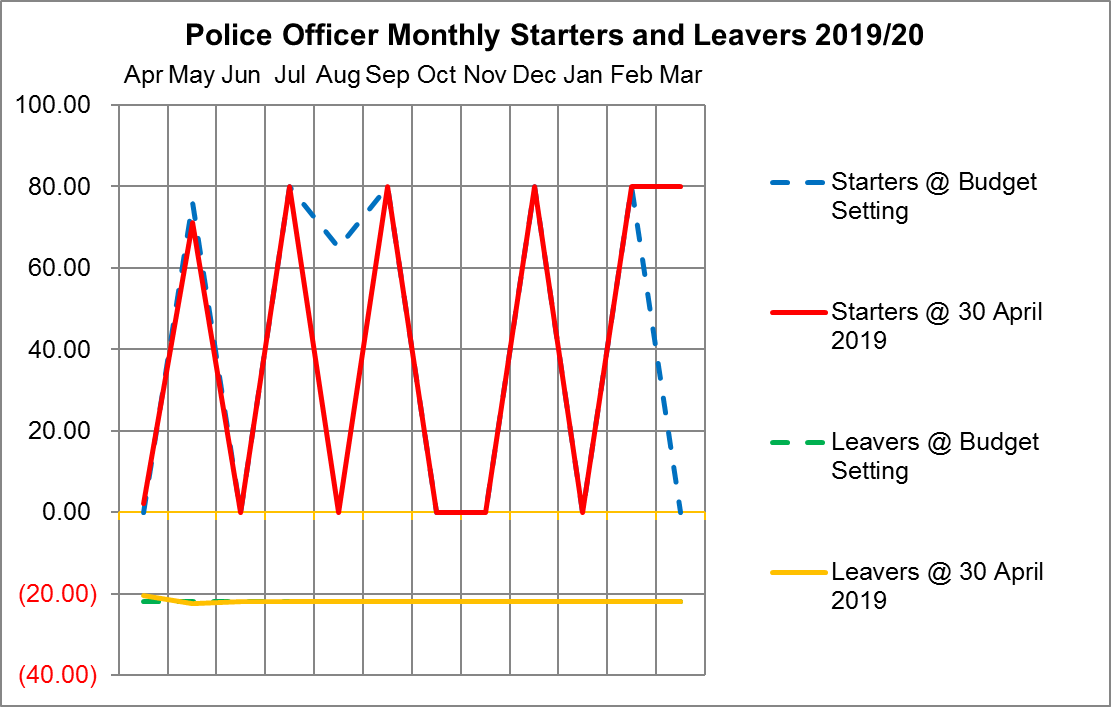 Police Officer Monthly Starters and Leavers 2019/20
Apr May Jun Jul Aug Sep Oct Nov Dec Jan Feb Mar
100.00
80.00
60.00
40.00
20.00
0.00
(20.00)
(40.00)
Starters @ Budget
Setting
Starters @ 30 April
2019
Leavers @ Budget
Setting
Leavers @ 30 April
2019